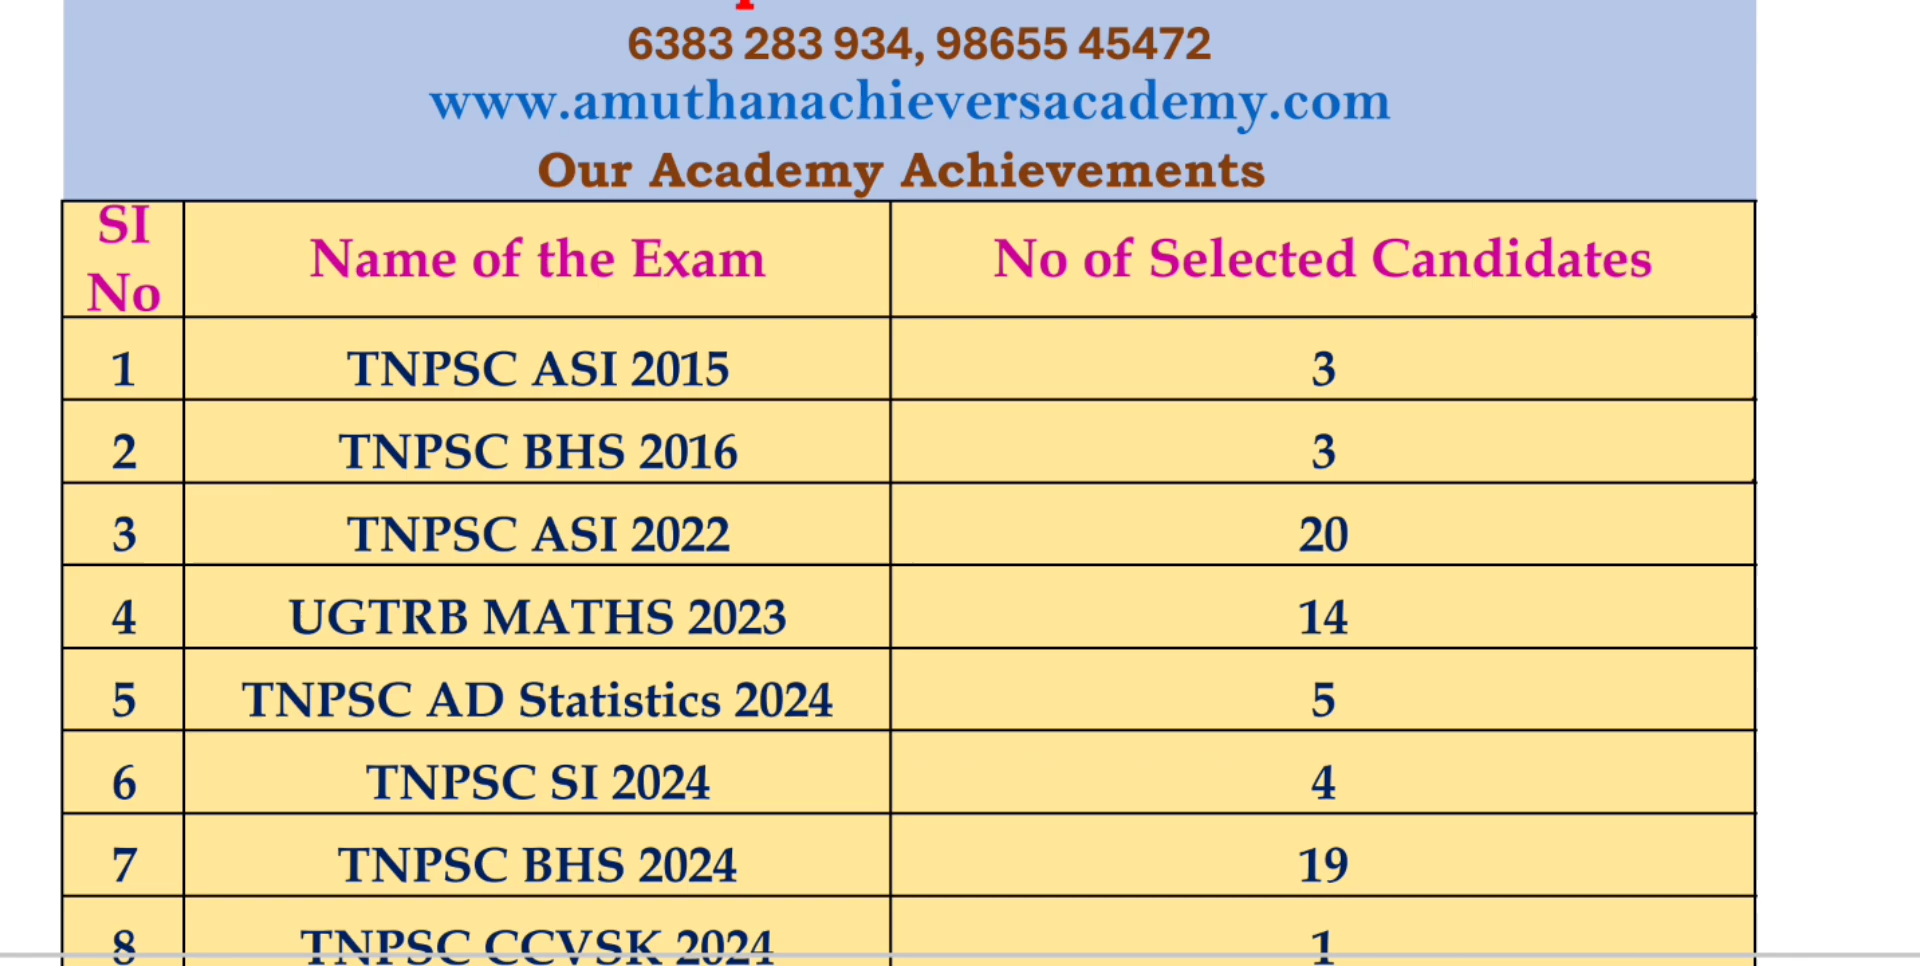 6383 283 934, 98655 45472
www.amuthanachieversacademy.com
Our Academy Achievements
SI No Name of the Exam No of Selected Candidates
1 TNPSC ASI 2015 3
2 TNPSC BHS 2016 3
3 TNPSC ASI 2022 20
4 UGTRB MATHS 2023 14
5 TNPSC AD Statistics 2024 5
6 TNPSC SI 2024 4
7 TNPSC BHS 2024 19
8 TNPSC CCVSK 2024 1